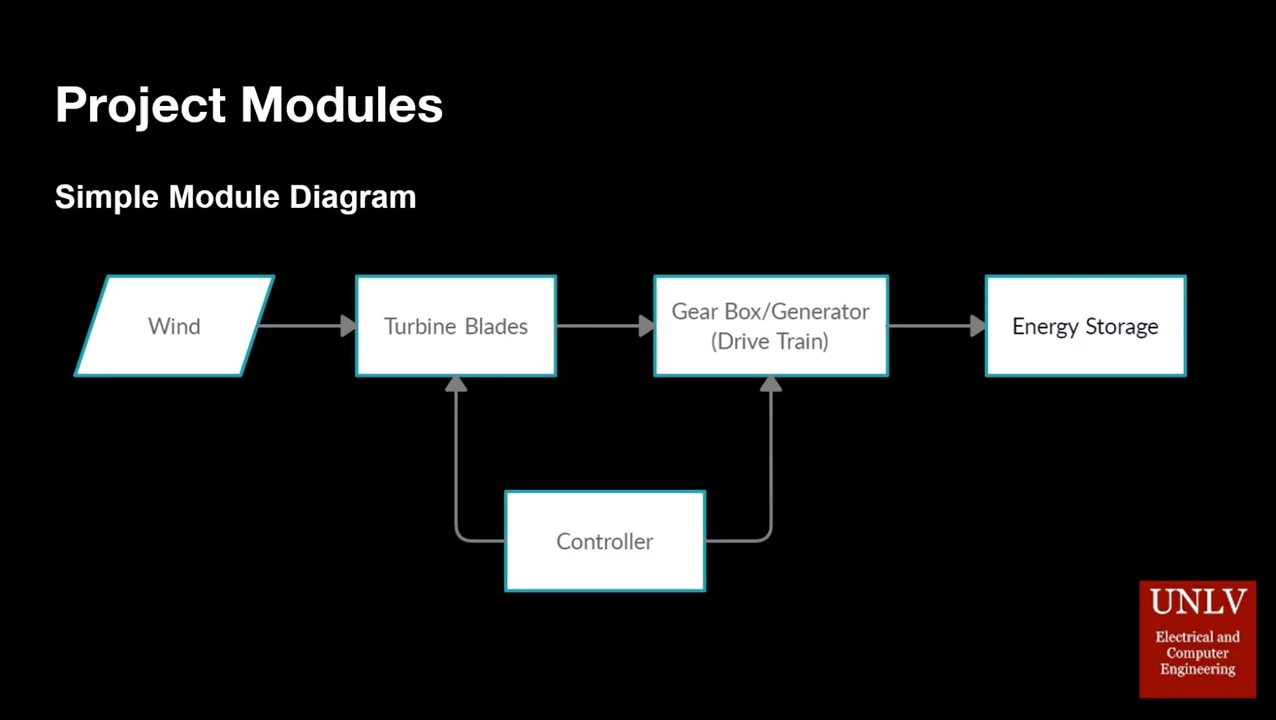 Project Modules
Simple Module Diagram
Wind
Turbine Blades
Gear Box/Generator
(Drive Train)
Energy Storage
Controller
UNLV
Electrical and
Computer
Engineering